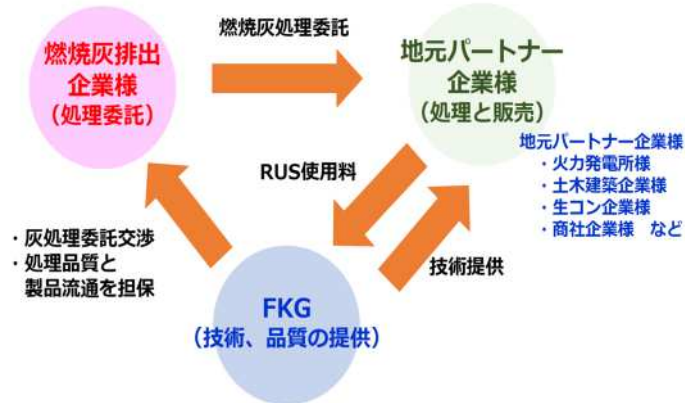 燃焼灰排出
企業様
(処理委託)
燃焼灰処理委託
地元パートナー
企業様
(処理と販売)
地元パートナー企業様
・火力発電所様
・土木建築企業様
・生コン企業様
・商社企業様 など
RUS使用料
技術提供
・灰処理委託交渉
・処理品質と
製品流通を担保
FKG
(技術、品質の提供)